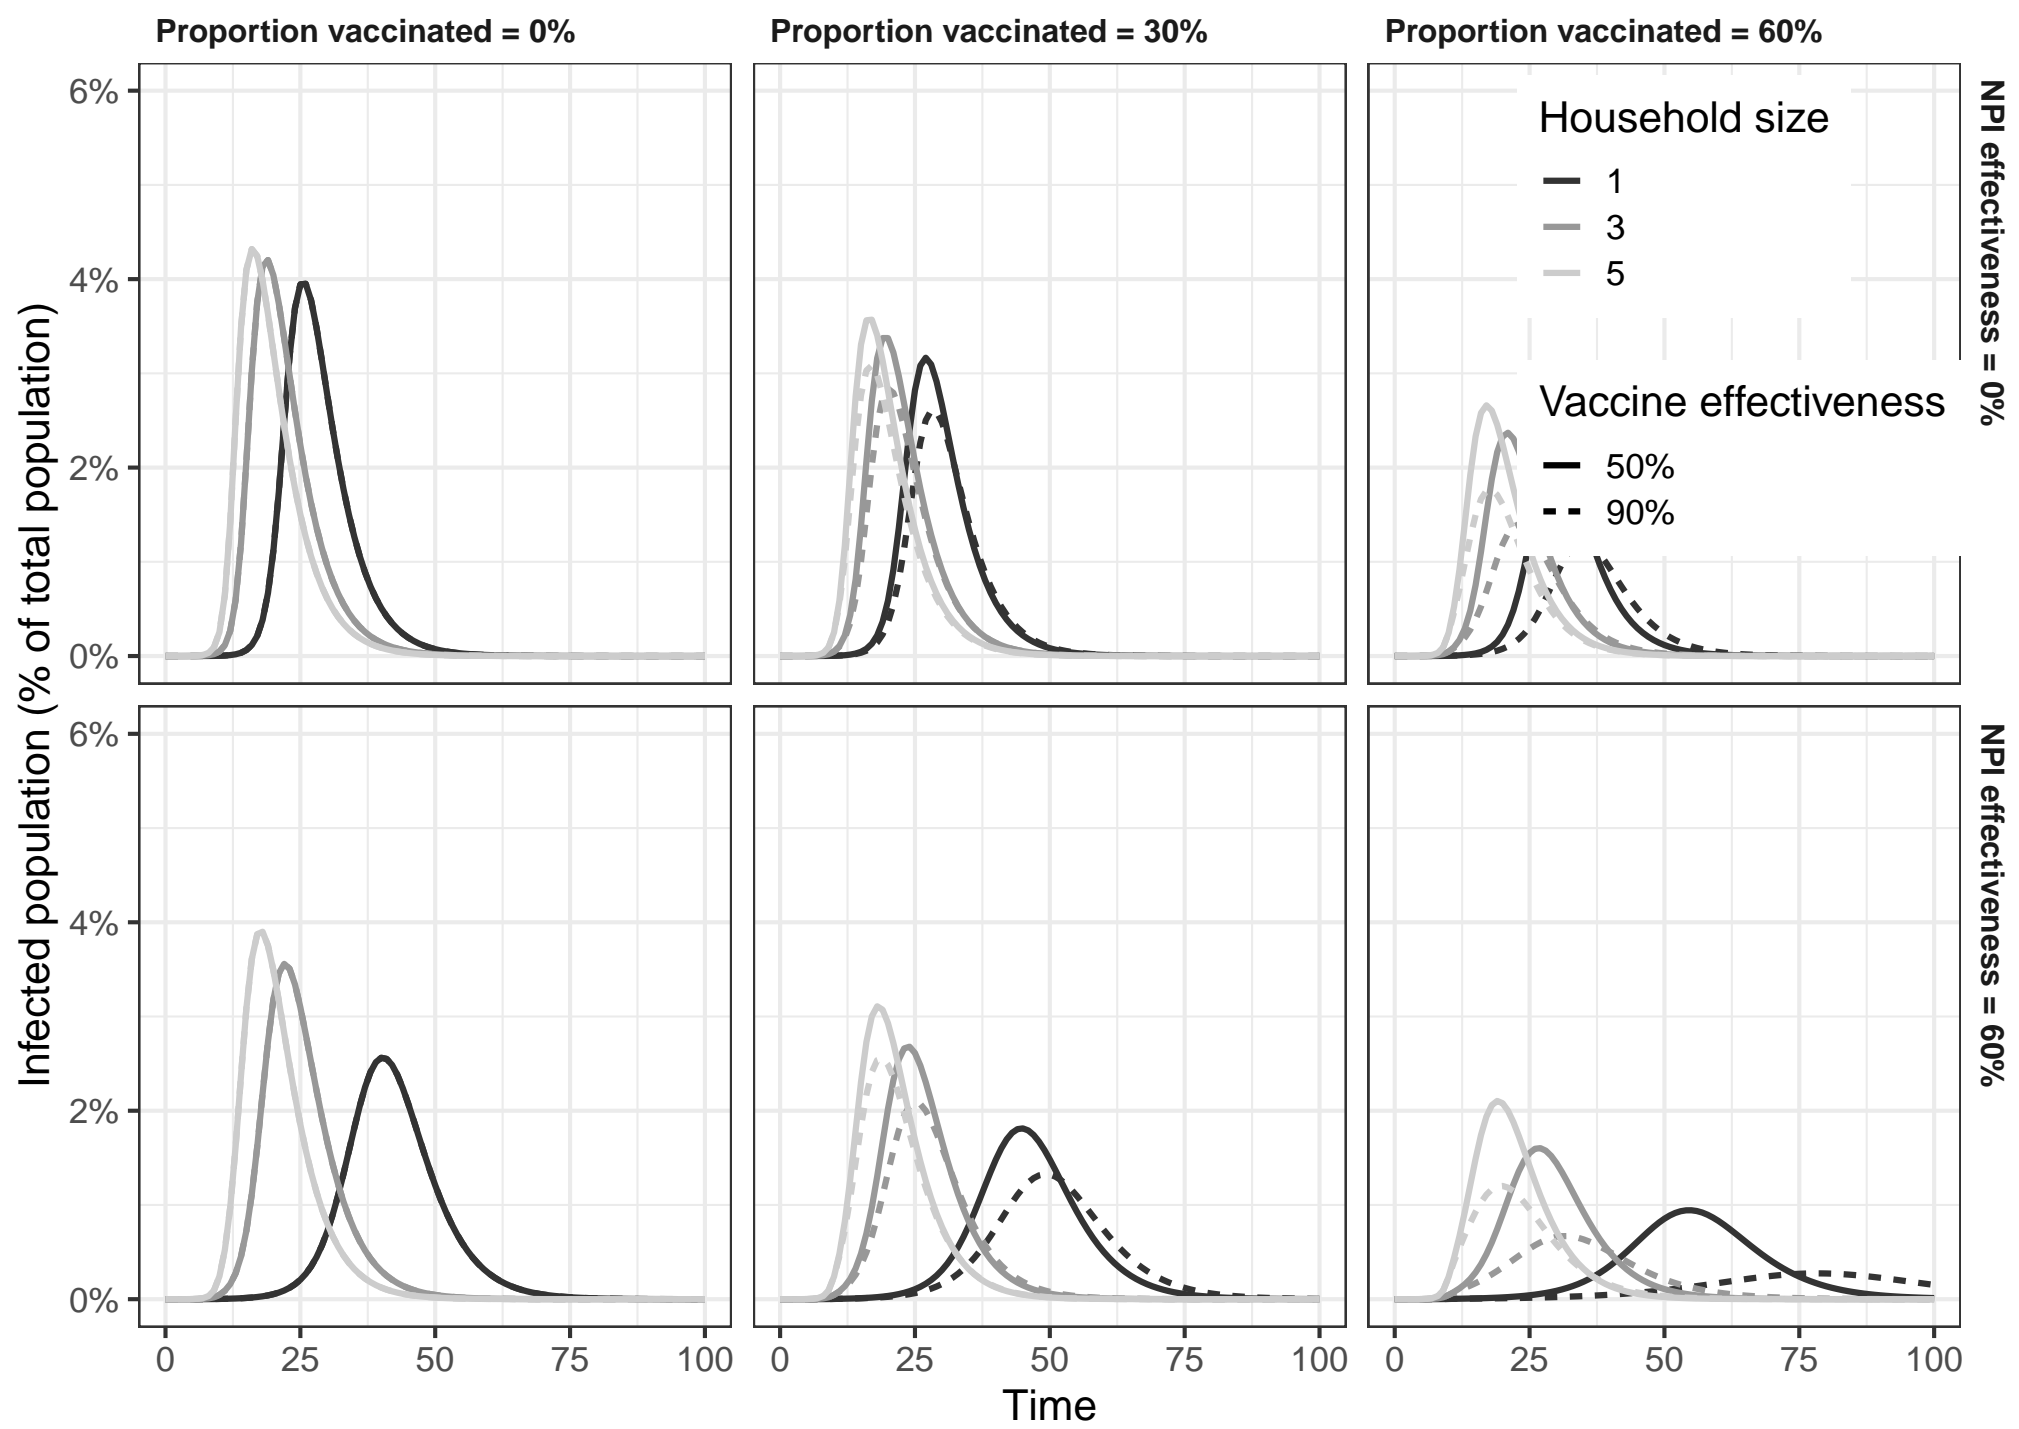 Proportion vaccinated = 0%
Proportion vaccinated = 30%
Proportion vaccinated = 60%
NPI effectiveness = 0%
NPI effectiveness = 60%
Infected population (% of total population)
6%
4%
2%
0%
6%
4%
2%
0%
Household size
1
3
5
Vaccine effectiveness
50%
90%
0 25 50 75 100
0 25 50 75 100
0 25 50 75 100
Time